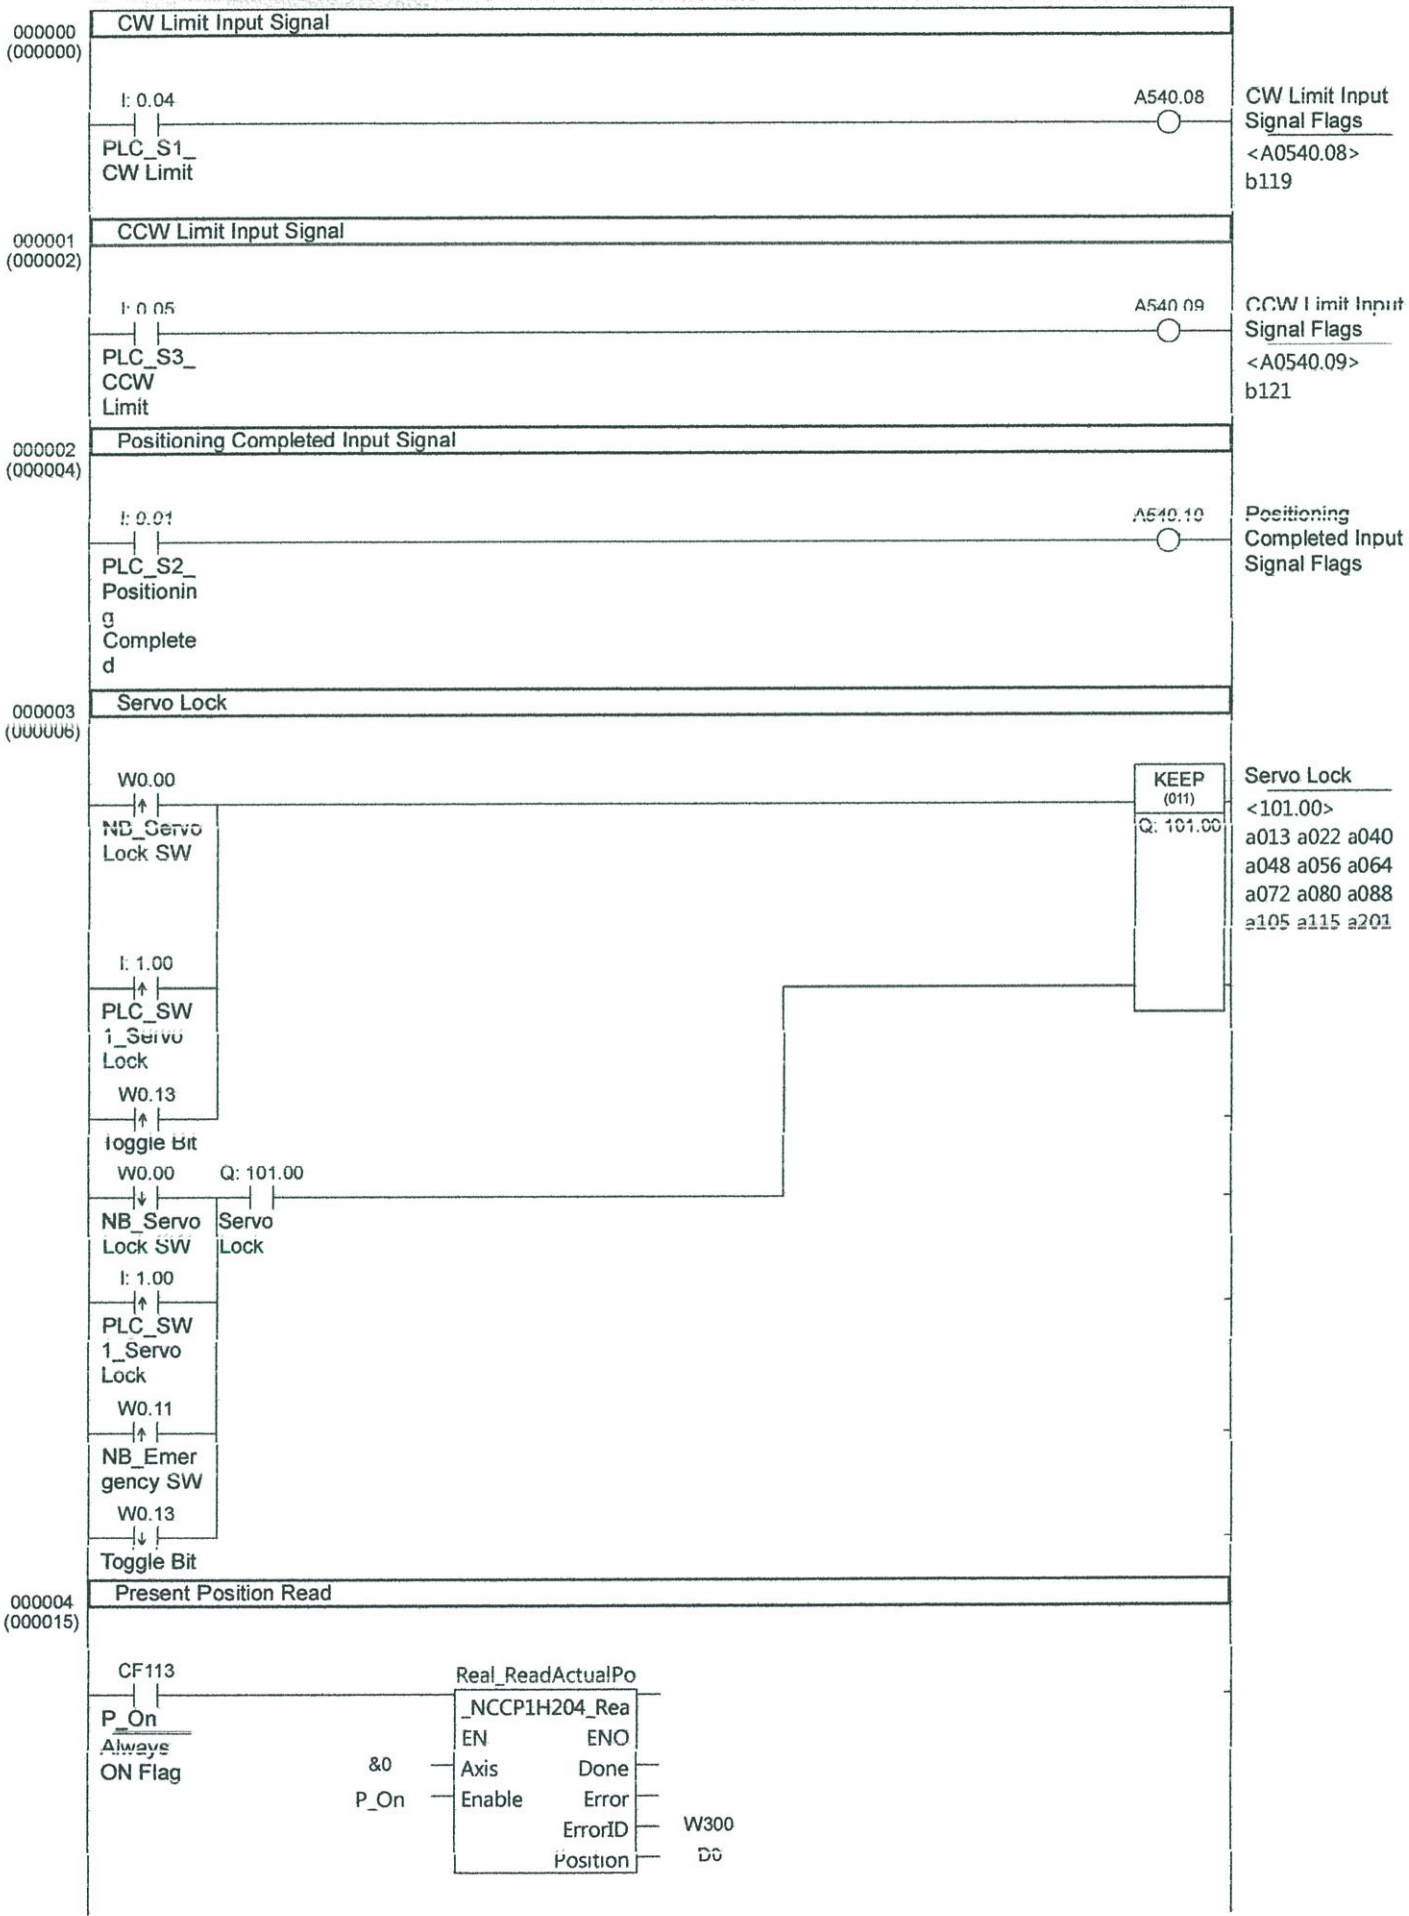 000000
(000000)
CW Limit Input Signal
I: 0.04
PLC_S1_
CW Limit
A540.08
CW Limit Input
Signal Flags
<A0540.08>
b119
000001
(000002)
CCW Limit Input Signal
I: 0.05
PLC_S3_
CCW
Limit
A540.09
CCW Limit Input
Signal Flags
<A0540.09>
b121
000002
(000004)
Positioning Completed Input Signal
I: 0.01
PLC_S2_
Positionin
g
Complete
d
A540.10
Positioning
Completed Input
Signal Flags
000003
(000006)
Servo Lock
W0.00
NB_Servo
Lock SW
KEEP
(011)
Q: 101.00
Servo Lock
<101.00>
a013 a022 a040
a048 a056 a064
a072 a080 a088
a105 a115 a201
I: 1.00
PLC_SW
1_Servo
Lock
W0.13
Toggle Bit
W0.00
NB_Servo
Lock SW
Q: 101.00
Servo
Lock
I: 1.00
PLC_SW
1_Servo
Lock
W0.11
NB_Emer
gency SW
W0.13
Toggle Bit
000004
(000015)
Present Position Read
CF113
P_On
Always
ON Flag
Real_ReadActualPo
_NCCP1H204_Rea
EN ENO
&0 Axis Done
P_On Enable Error
ErrorID W300
Position D0